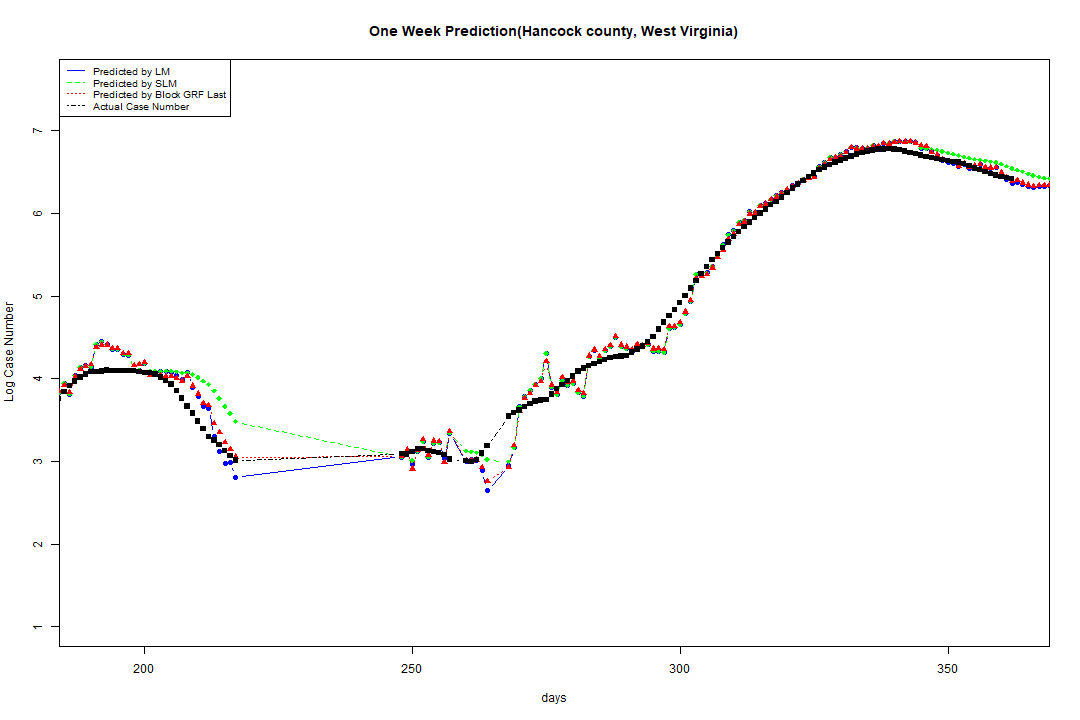 One Week Prediction(Hancock county, West Virginia)
Predicted by LM
Predicted by SLM
Predicted by Block GRF Last
Actual Case Number
Log Case Number
7
6
5
4
3
2
1
200
250
300
350
days